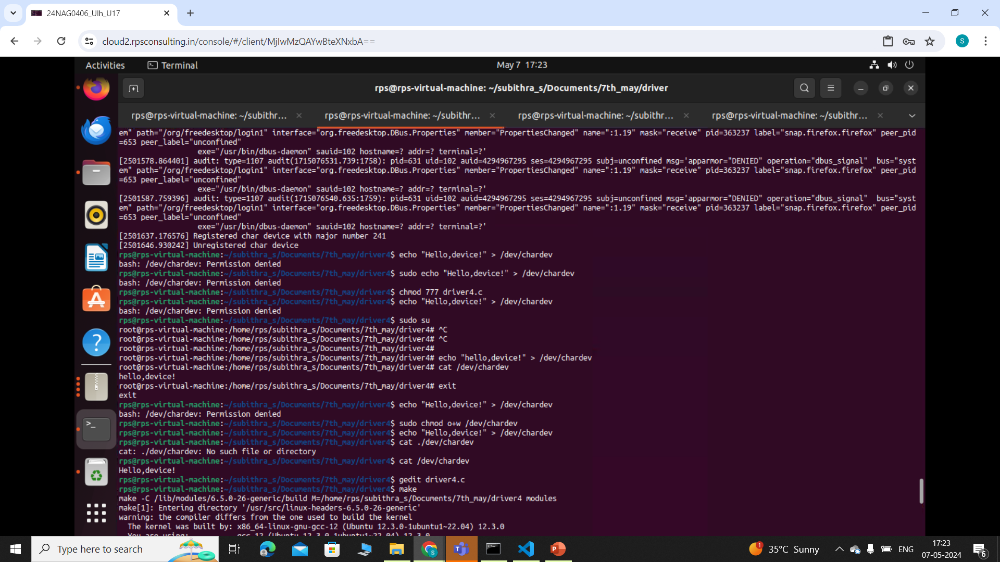 24NAG0406_Ulh_U17
cloud2.rpsconsulting.in/console/#/client/MjIwMzQAYwBteXNxbA==
S
Activities
Terminal
May 7 17:23
rps@rps-virtual-machine: ~/subithra_s/Documents/7th_may/driver
rps@rps-virtual-machine: ~/subithr...
rps@rps-virtual-machine: ~/subithr...
rps@rps-virtual-machine: ~/subithr...
rps@rps-virtual-machine: ~/subithr...
em" path="/org/freedesktop/login1" interface="org.freedesktop.DBus.Properties" member="PropertiesChanged" name=":1.19" mask="receive" pid=363237 label="snap.firefox.firefox" peer_pid
=653 peer_label="unconfined"
exe="/usr/bin/dbus-daemon" sauid=102 hostname=? addr=? terminal=?'
[2501578.864401] audit: type=1107 audit(1715076531.739:1758): pid=631 uid=102 auid=4294967295 ses=4294967295 subj=unconfined msg='apparmor="DENIED" operation="dbus_signal"  bus="syst
em" path="/org/freedesktop/login1" interface="org.freedesktop.DBus.Properties" member="PropertiesChanged" name=":1.19" mask="receive" pid=363237 label="snap.firefox.firefox" peer_pid
=653 peer_label="unconfined"
exe="/usr/bin/dbus-daemon" sauid=102 hostname=? addr=? terminal=?'
[2501587.759396] audit: type=1107 audit(1715076540.635:1759): pid=631 uid=102 auid=4294967295 ses=4294967295 subj=unconfined msg='apparmor="DENIED" operation="dbus_signal"  bus="syst
em" path="/org/freedesktop/login1" interface="org.freedesktop.DBus.Properties" member="PropertiesChanged" name=":1.19" mask="receive" pid=363237 label="snap.firefox.firefox" peer_pid
=653 peer_label="unconfined"
exe="/usr/bin/dbus-daemon" sauid=102 hostname=? addr=? terminal=?'
[2501637.176576] Registered char device with major number 241
[2501646.930242] Unregistered char device
rps@rps-virtual-machine:~/subithra_s/Documents/7th_may/driver4$ echo "Hello,device!" > /dev/chardev
bash: /dev/chardev: Permission denied
rps@rps-virtual-machine:~/subithra_s/Documents/7th_may/driver4$ sudo echo "Hello,device!" > /dev/chardev
bash: /dev/chardev: Permission denied
rps@rps-virtual-machine:~/subithra_s/Documents/7th_may/driver4$ chmod 777 driver4.c
rps@rps-virtual-machine:~/subithra_s/Documents/7th_may/driver4$ echo "Hello,device!" > /dev/chardev
bash: /dev/chardev: Permission denied
rps@rps-virtual-machine:~/subithra_s/Documents/7th_may/driver4$ sudo su
root@rps-virtual-machine:/home/rps/subithra_s/Documents/7th_may/driver4# ^C
root@rps-virtual-machine:/home/rps/subithra_s/Documents/7th_may/driver4# ^C
root@rps-virtual-machine:/home/rps/subithra_s/Documents/7th_may/driver4#
root@rps-virtual-machine:/home/rps/subithra_s/Documents/7th_may/driver4# echo "hello,device!" > /dev/chardev
root@rps-virtual-machine:/home/rps/subithra_s/Documents/7th_may/driver4# cat /dev/chardev
hello,device!
root@rps-virtual-machine:/home/rps/subithra_s/Documents/7th_may/driver4# exit
exit
rps@rps-virtual-machine:~/subithra_s/Documents/7th_may/driver4$ echo "Hello,device!" > /dev/chardev
bash: /dev/chardev: Permission denied
rps@rps-virtual-machine:~/subithra_s/Documents/7th_may/driver4$ sudo chmod o+w /dev/chardev
rps@rps-virtual-machine:~/subithra_s/Documents/7th_may/driver4$ echo "Hello,device!" > /dev/chardev
rps@rps-virtual-machine:~/subithra_s/Documents/7th_may/driver4$ cat ./dev/chardev
cat: ./dev/chardev: No such file or directory
rps@rps-virtual-machine:~/subithra_s/Documents/7th_may/driver4$ cat /dev/chardev
Hello,device!
rps@rps-virtual-machine:~/subithra_s/Documents/7th_may/driver4$ gedit driver4.c
rps@rps-virtual-machine:~/subithra_s/Documents/7th_may/driver4$ make
make -C /lib/modules/6.5.0-26-generic/build M=/home/rps/subithra_s/Documents/7th_may/driver4 modules
make[1]: Entering directory '/usr/src/linux-headers-6.5.0-26-generic'
warning: the compiler differs from the one used to build the kernel
The kernel was built by: x86_64-linux-gnu-gcc-12 (Ubuntu 12.3.0-1ubuntu1~22.04) 12.3.0
You are using: gcc-12 (Ubuntu 12.3.0-1ubuntu1~22.04) 12.3.0
Type here to search
1
35°C Sunny
ENG
17:23
07-05-2024
6